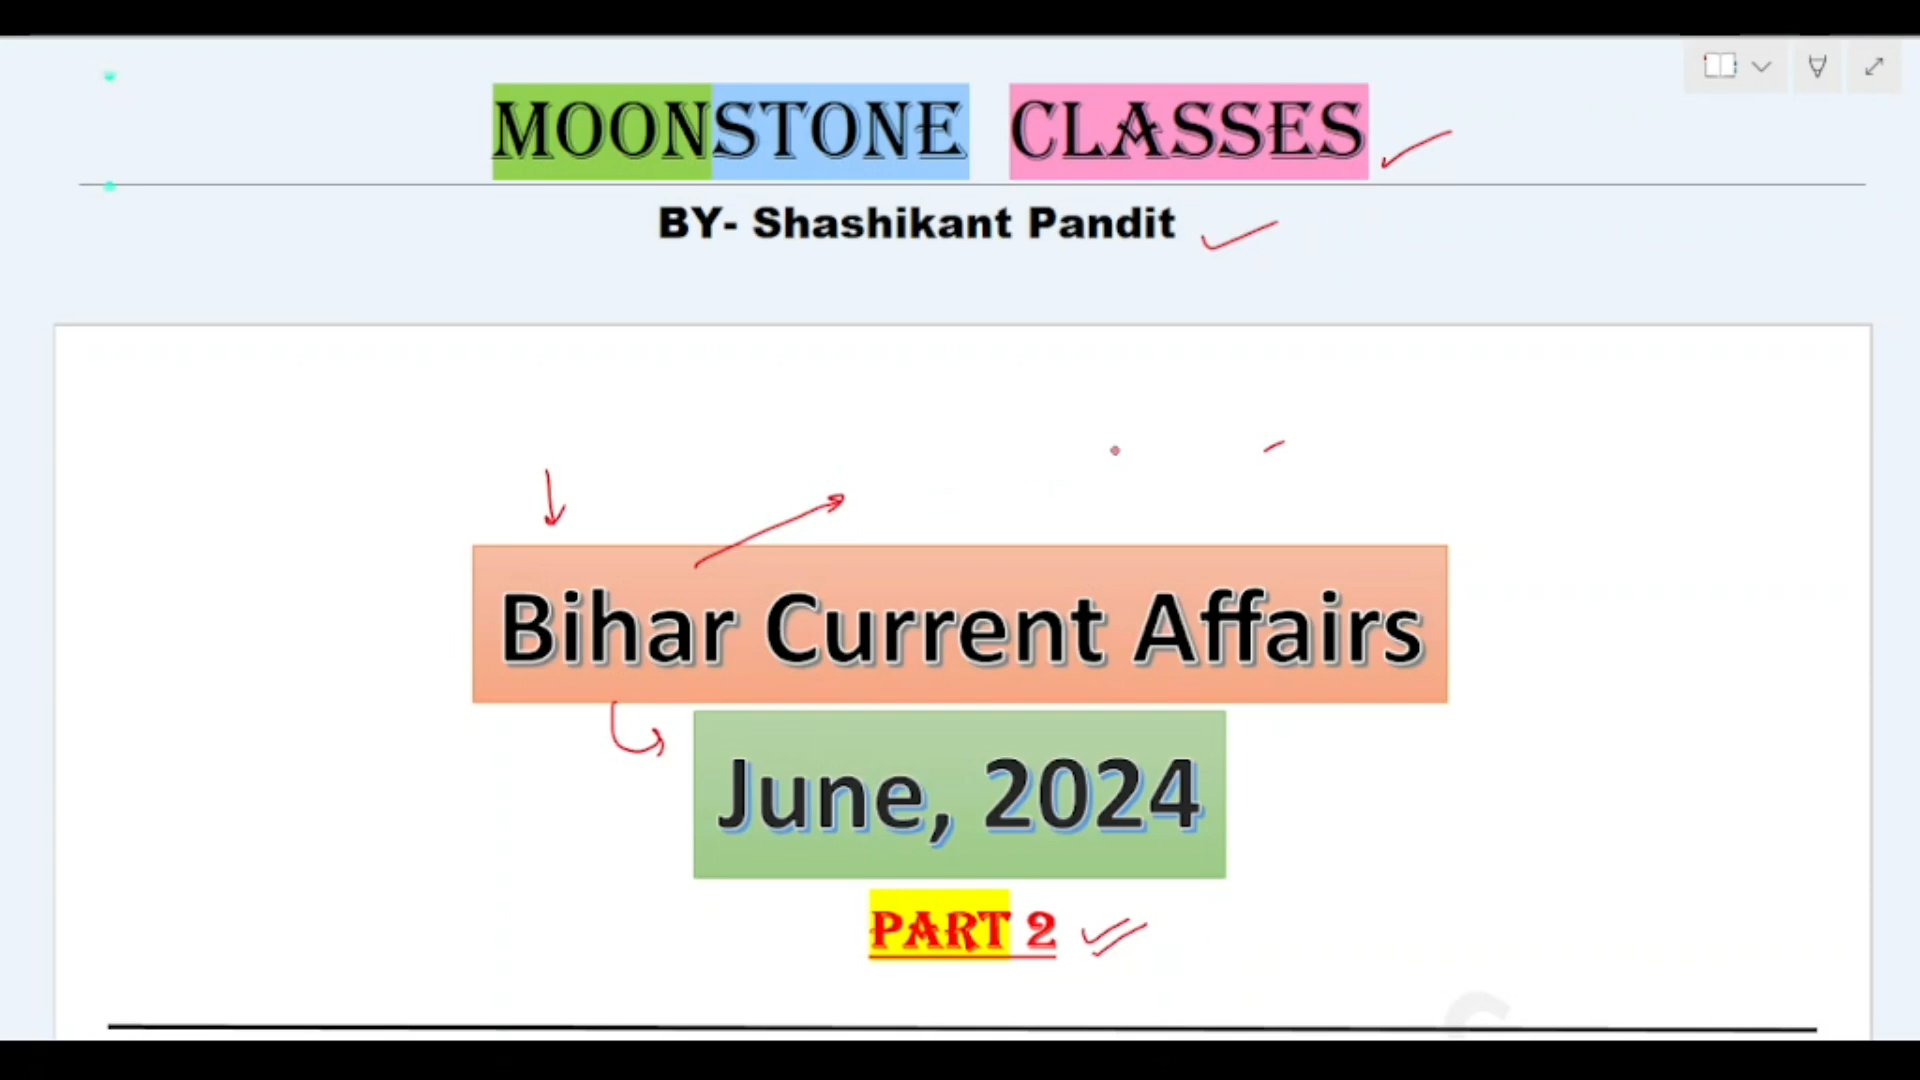 MOONSTONE CLASSES
BY- Shashikant Pandit
Bihar Current Affairs
June, 2024
PART 2